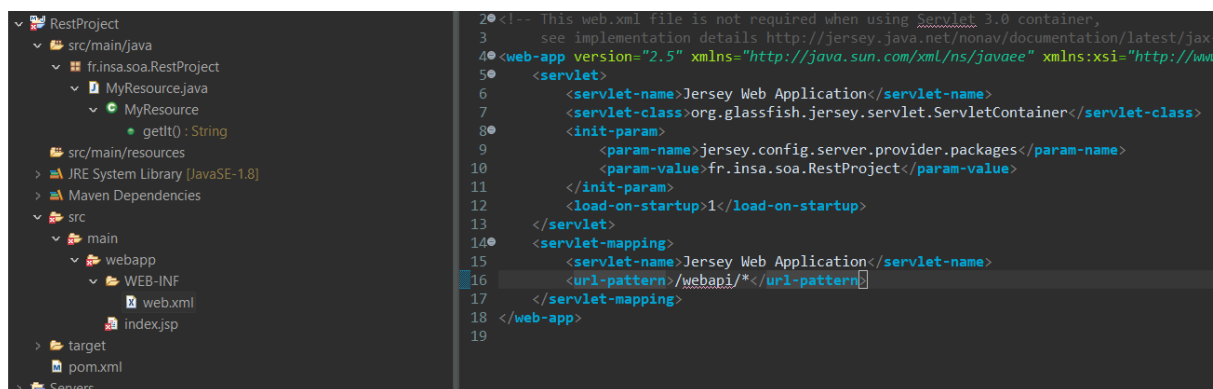 RestProject
src/main/java
fr.insa.soa.RestProject
MyResource.java
MyResource
getIt() : String
src/main/resources
JRE System Library [JavaSE-1.8]
Maven Dependencies
src
main
webapp
WEB-INF
web.xml
index.jsp
target
pom.xml
Servers
2 <!-- This web.xml file is not required when using Servlet 3.0 container,
3 see implementation details http://jersey.java.net/nonav/documentation/latest/jax
4 <web-app version="2.5" xmlns="http://java.sun.com/xml/ns/javaee" xmlns:xsi="http://www
5 <servlet>
6 <servlet-name>Jersey Web Application</servlet-name>
7 <servlet-class>org.glassfish.jersey.servlet.ServletContainer</servlet-class>
8 <init-param>
9 <param-name>jersey.config.server.provider.packages</param-name>
10 <param-value>fr.insa.soa.RestProject</param-value>
11 </init-param>
12 <load-on-startup>1</load-on-startup>
13 </servlet>
14 <servlet-mapping>
15 <servlet-name>Jersey Web Application</servlet-name>
16 <url-pattern>/webapi/*</url-pattern>
17 </servlet-mapping>
18 </web-app>
19